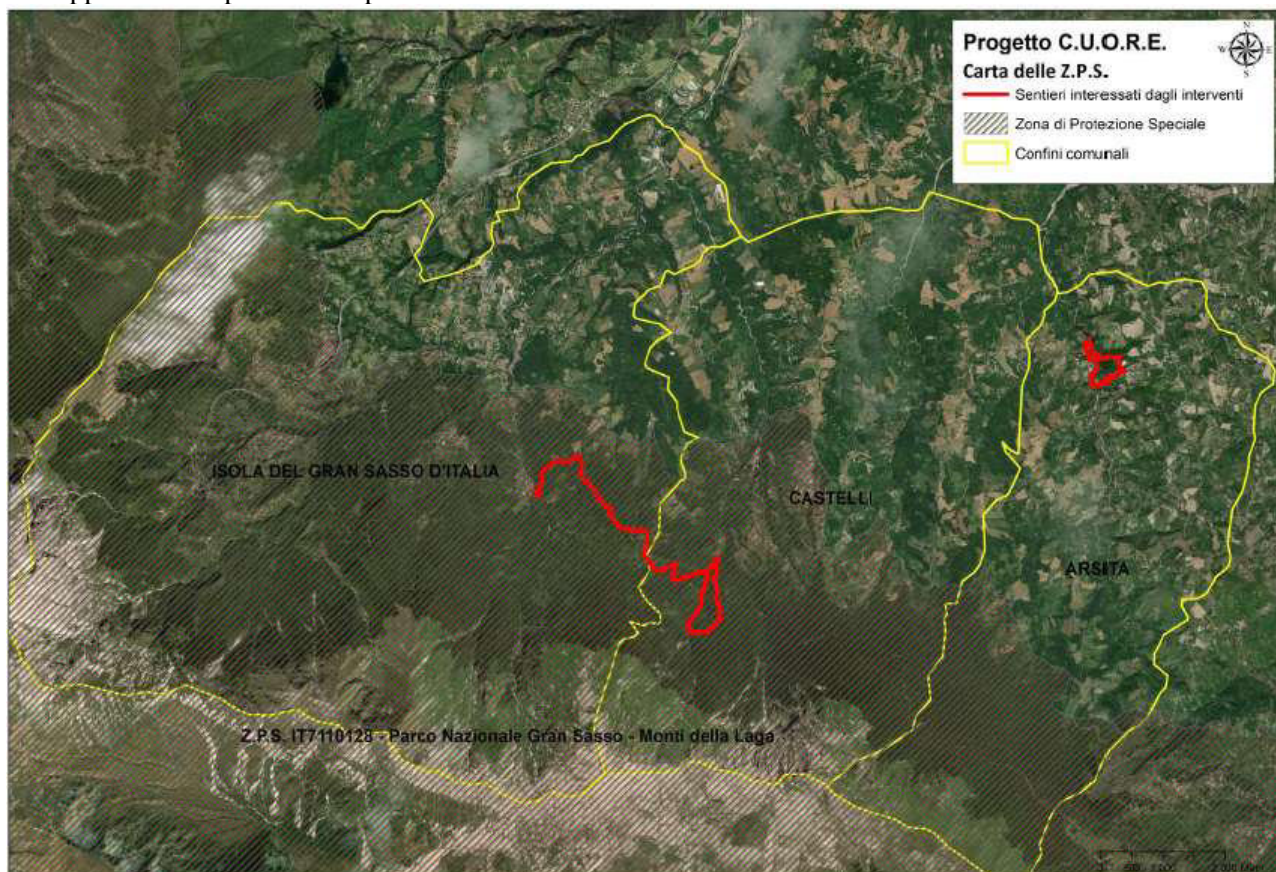 Progetto C.U.O.R.E.
Carta delle Z.P.S.
Sentieri interessati dagli interventi
Zona di Protezione Speciale
Confini comunali
N
W E
S
ISOLA DEL GRAN SASSO D'ITALIA
CASTELLI
ARSITA
Z.P.S. IT7110128 - Parco Nazionale Gran Sasso - Monti della Laga